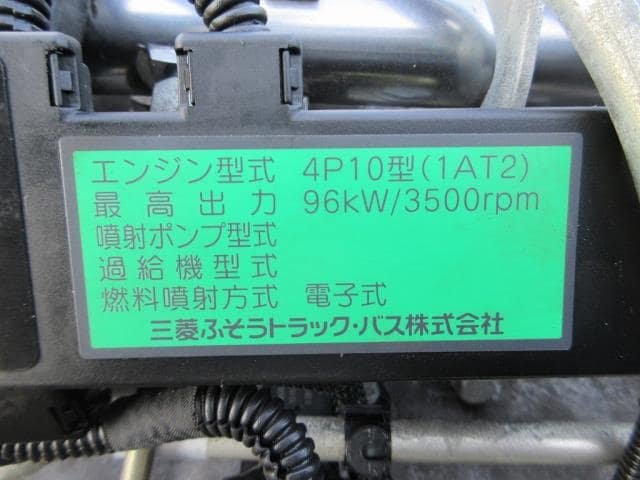 エンジン型式 4P10型(1AT2)
最高出力 96kW/3500rpm
噴射ポンプ型式
過給機型式
燃料噴射方式 電子式
三菱ふそうトラック・バス株式会社